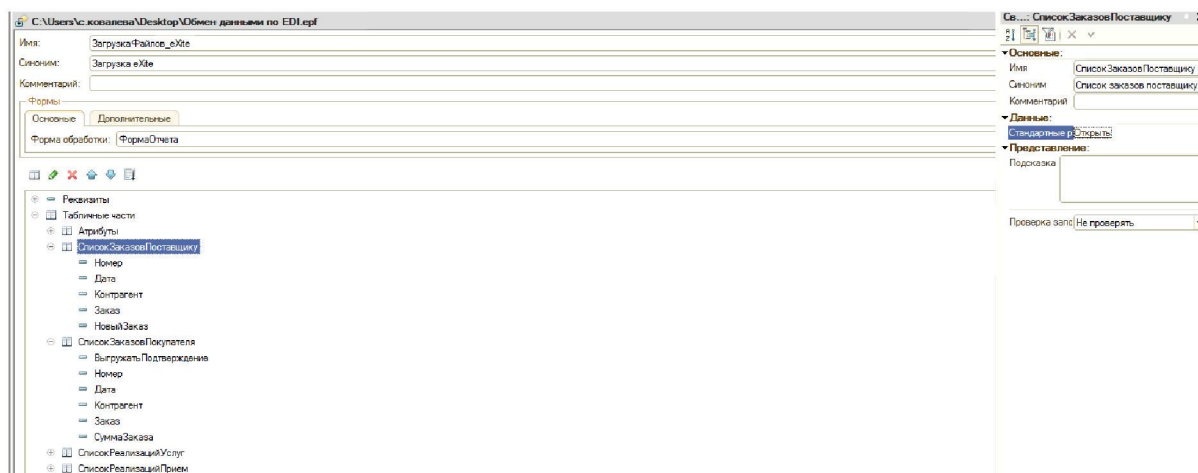 C:\Users\с.ковалева\Desktop\Обмен данными по EDI.epf
Имя: ЗагрузкаФайлов_eXite
Синоним: Загрузка eXite
Комментарий:
Формы
Основные Дополнительные
Форма обработки: ФормаОтчета
Реквизиты
Табличные части
Атрибуты
СписокЗаказовПоставщику
Номер
Дата
Контрагент
Заказ
НовыйЗаказ
СписокЗаказовПокупателя
ВыгружатьПодтверждение
Номер
Дата
Контрагент
Заказ
СуммаЗаказа
СписокРеализацийУслуг
СписокРеализацийПрием
Св...: СписокЗаказовПоставщику
Основные:
Имя СписокЗаказовПоставщику
Синоним Список заказов поставщику
Комментарий
Данные:
Стандартные р Открыть
Представление:
Подсказка
Проверка запо Не проверять